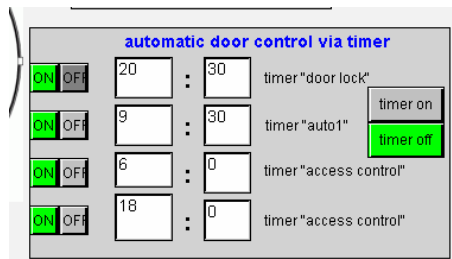 automatic door control via timer
ON OFF 20 : 30 timer "door lock"
timer on
ON OFF 9 : 30 timer "auto1"
timer off
ON OFF 6 : 0 timer "access control"
ON OFF 18 : 0 timer "access control"